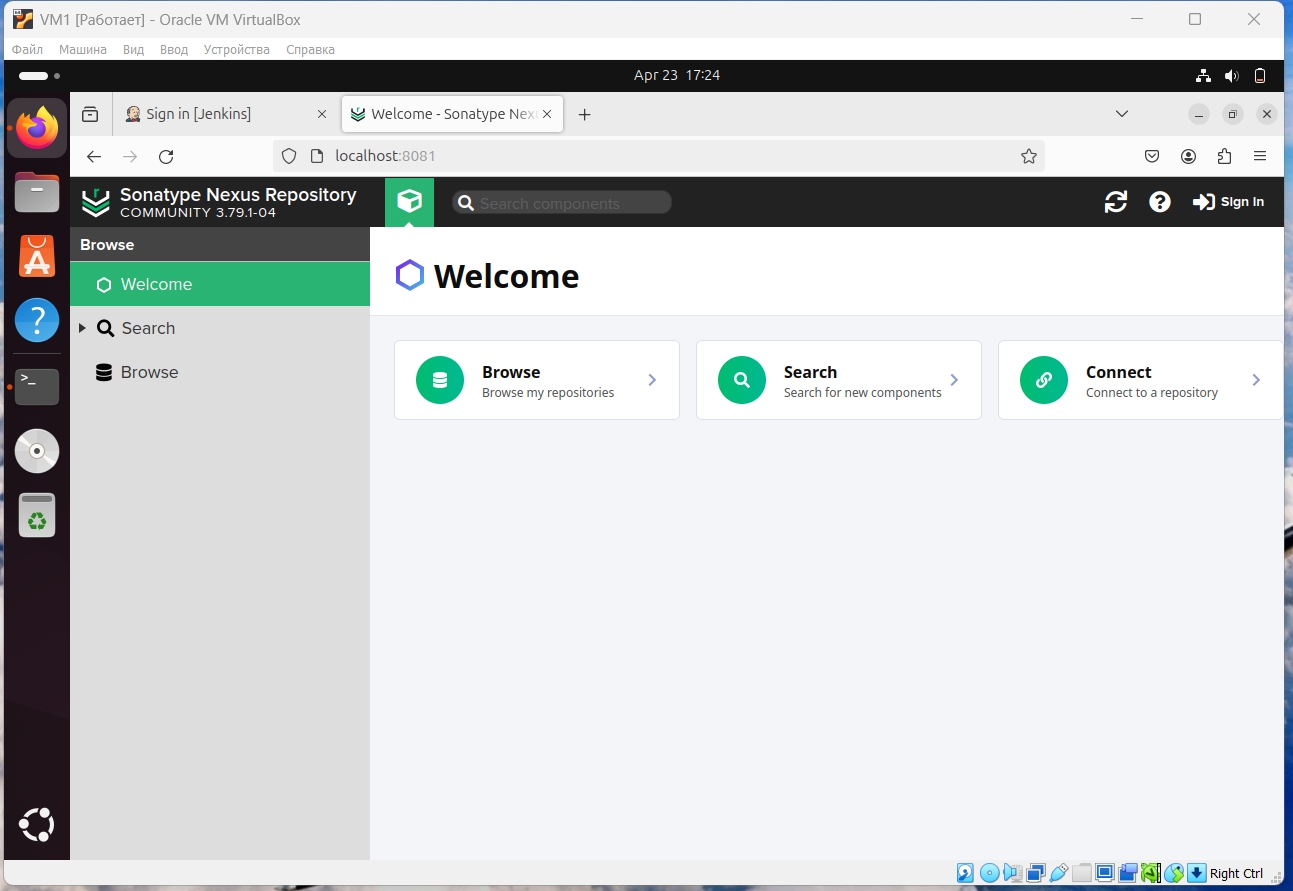 VM1 [Работает] - Oracle VM VirtualBox
Файл Машина Вид Ввод Устройства Справка
Apr 23 17:24
Sign in [Jenkins]
Welcome - Sonatype Nex
localhost:8081
Sonatype Nexus Repository
COMMUNITY 3.79.1-04
Search components
Sign In
Browse
Welcome
Search
Browse
Welcome
Browse
Browse my repositories
Search
Search for new components
Connect
Connect to a repository
Right Ctrl